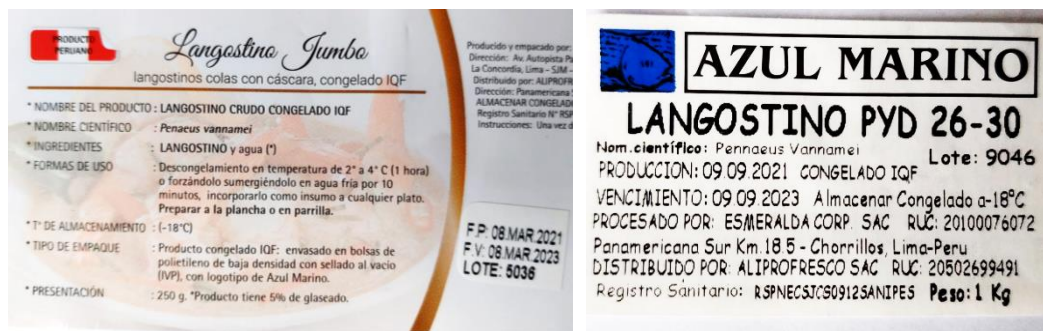 PRODUCTO
PERUANO
Langostino Jumbo
langostinos colas con cáscara, congelado IQF
* NOMBRE DEL PRODUCTO : LANGOSTINO CRUDO CONGELADO IQF
* NOMBRE CIENTÍFICO : Penaeus vannamei
* INGREDIENTES : LANGOSTINO y agua (*)
* FORMAS DE USO : Descongelamiento en temperatura de 2° a 4° C (1 hora)
o forzándolo sumergiéndolo en agua fría por 10
minutos, incorporarlo como insumo a cualquier plato.
Preparar a la plancha o en parrilla.
* T° DE ALMACENAMIENTO : (-18°C)
* TIPO DE EMPAQUE : Producto congelado IQF: envasado en bolsas de
polietileno de baja densidad con sellado al vacío
(IVP), con logotipo de Azul Marino.
* PRESENTACIÓN : 250 g. *Producto tiene 5% de glaseado.
Producido y empacado por:
Dirección: Av. Autopista Pa
La Concordia, Lima – SJM –
Distribuido por: ALIPROFR
Dirección: Panamericana S
ALMACENAR CONGELADO
Registro Sanitario N° RSP
Instrucciones: Una vez d
F.P: 08.MAR.2021
F.V: 08.MAR.2023
LOTE: 5036
AZUL MARINO
LANGOSTINO PYD 26-30
Nom.científico: Pennaeus Vannamei Lote: 9046
PRODUCCION: 09.09.2021 CONGELADO IQF
VENCIMIENTO: 09.09.2023 Almacenar Congelado a-18°C
PROCESADO POR: ESMERALDA CORP. SAC RUC: 20100076072
Panamericana Sur Km.18.5 - Chorrillos, Lima-Peru
DISTRIBUIDO POR: ALIPROFRESCO SAC RUC: 20502699491
Registro Sanitario: RSPNECSJCG0912SANIPES Peso: 1 Kg